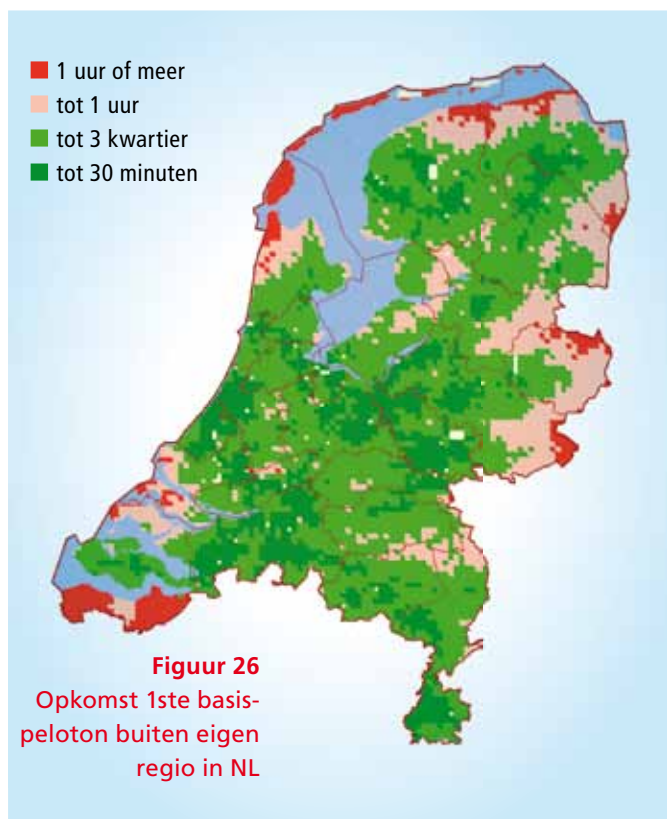 1 uur of meer
tot 1 uur
tot 3 kwartier
tot 30 minuten
Figuur 26
Opkomst 1ste basis-
peloton buiten eigen
regio in NL